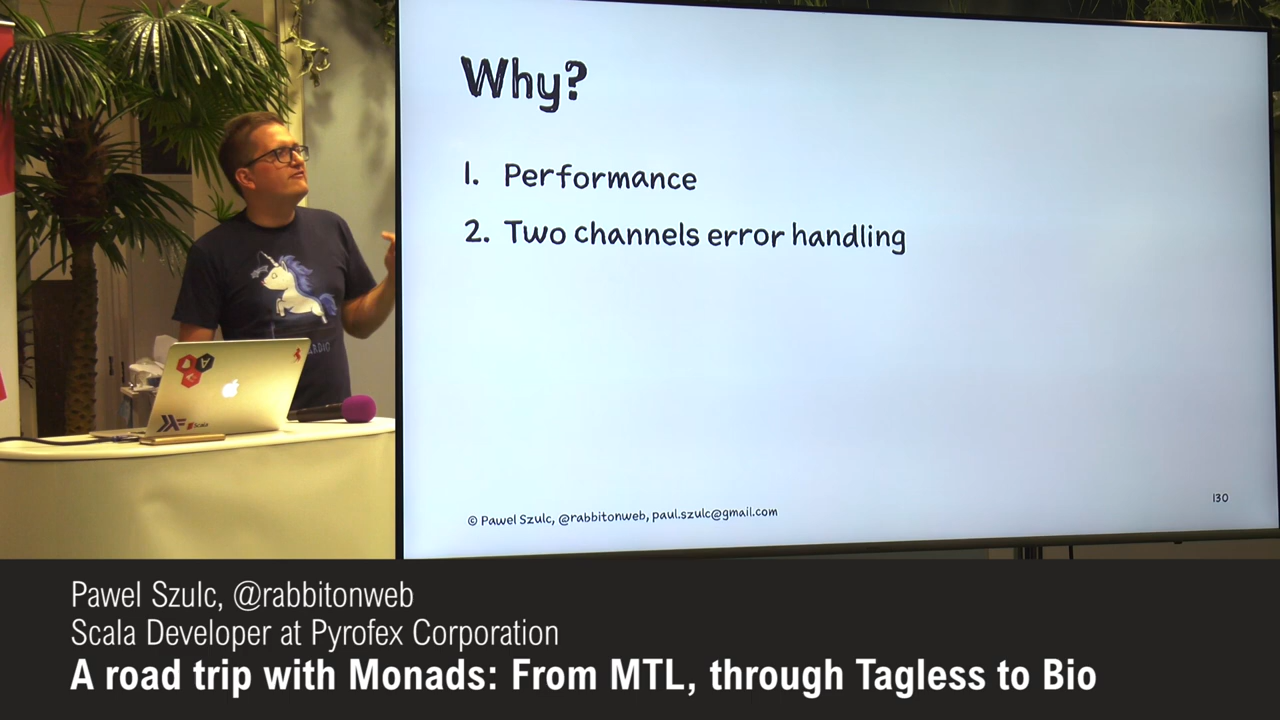 Why?
1. Performance
2. Two channels error handling
130
© Pawel Szulc, @rabbitonweb, paul.szulc@gmail.com
Scala
Pawel Szulc, @rabbitonweb
Scala Developer at Pyrofex Corporation
A road trip with Monads: From MTL, through Tagless to Bio